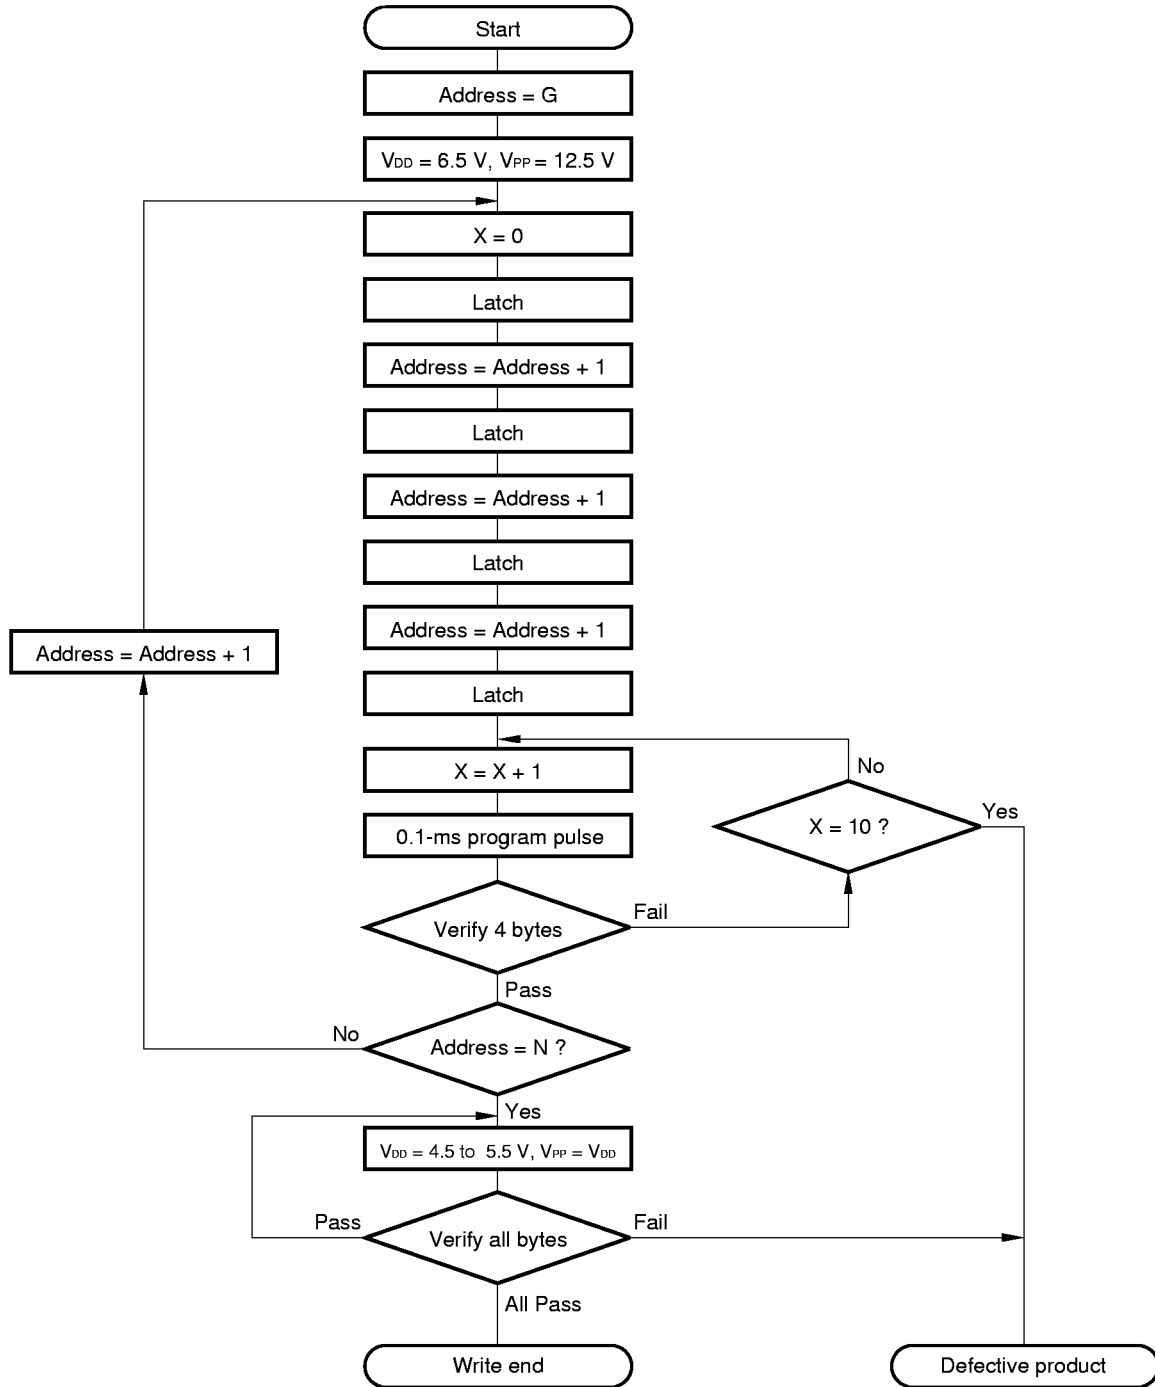 Start
Address = G
VDD = 6.5 V, VPP = 12.5 V
X = 0
Latch
Address = Address + 1
Latch
Address = Address + 1
Latch
Address = Address + 1
Address = Address + 1
Latch
X = X + 1
No
X = 10 ?
Yes
0.1-ms program pulse
Verify 4 bytes
Fail
Pass
No
Address = N ?
Yes
VDD = 4.5 to 5.5 V, VPP = VDD
Pass
Verify all bytes
Fail
All Pass
Write end
Defective product